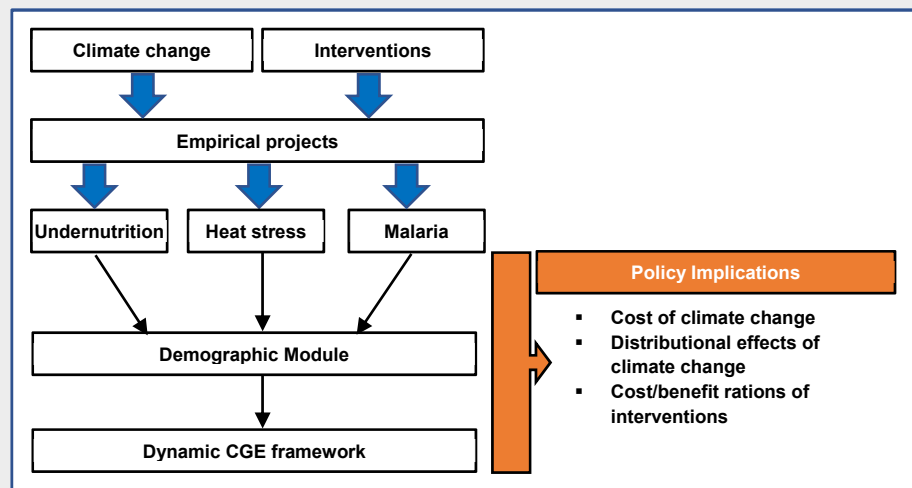 Climate change
Interventions
Empirical projects
Undernutrition
Heat stress
Malaria
Policy Implications
▪ Cost of climate change
▪ Distributional effects of
climate change
▪ Cost/benefit rations of
interventions
Demographic Module
Dynamic CGE framework